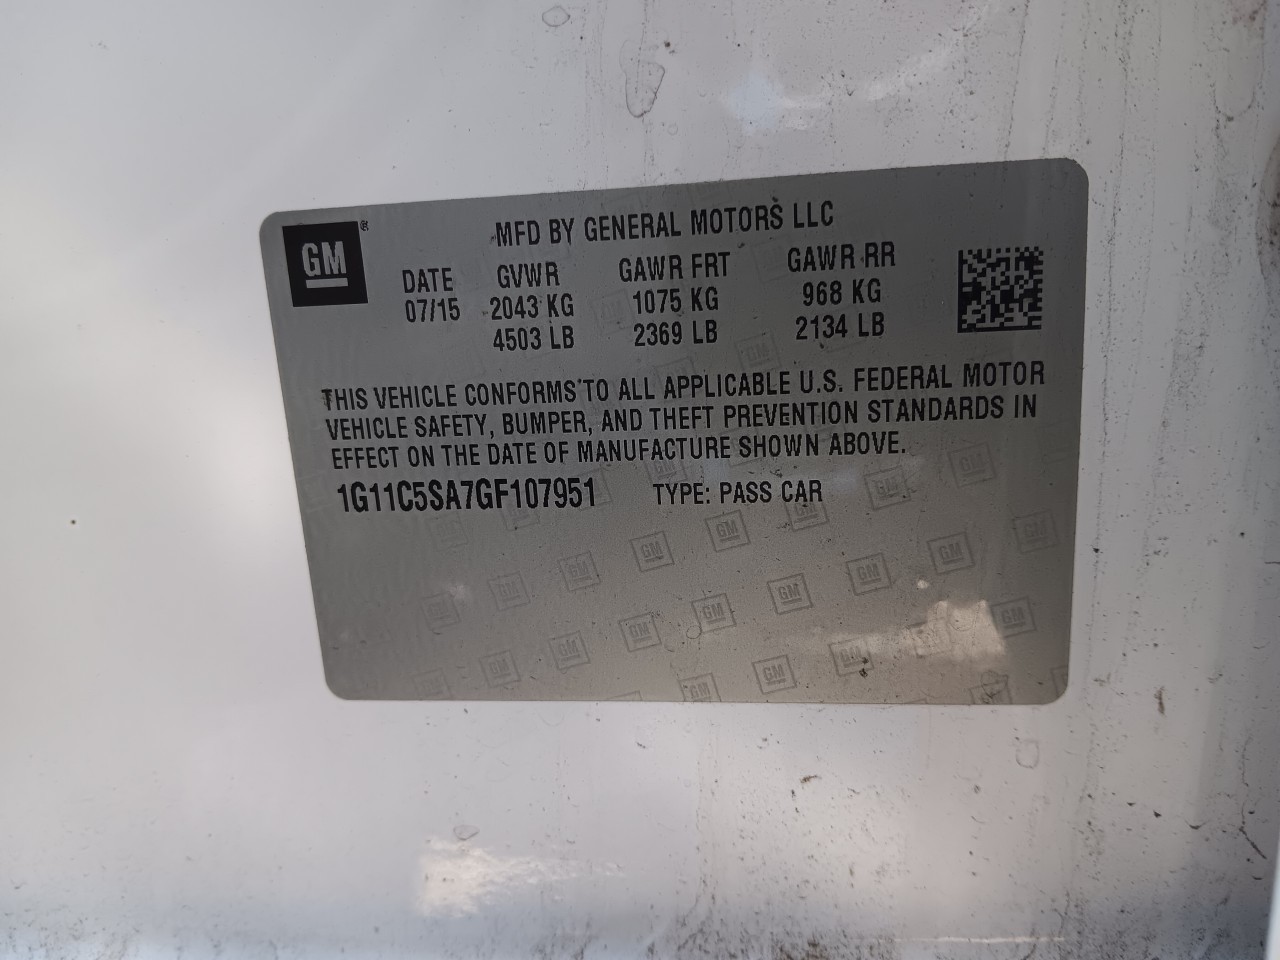 GM®
MFD BY GENERAL MOTORS LLC
DATE GVWR GAWR FRT GAWR RR
07/15 2043 KG 1075 KG 968 KG
4503 LB 2369 LB 2134 LB
THIS VEHICLE CONFORMS TO ALL APPLICABLE U.S. FEDERAL MOTOR
VEHICLE SAFETY, BUMPER, AND THEFT PREVENTION STANDARDS IN
EFFECT ON THE DATE OF MANUFACTURE SHOWN ABOVE.
1G11C5SA7GF107951 TYPE: PASS CAR